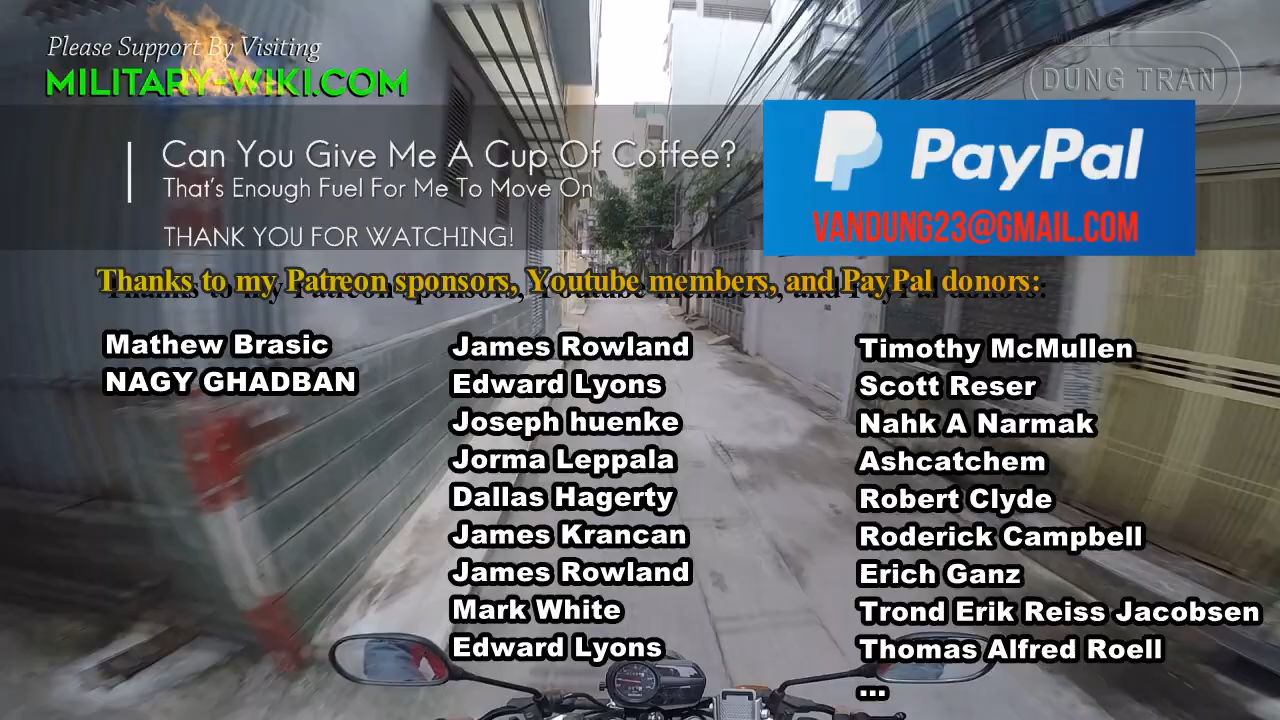 Please Support By Visiting
MILITARY-WIKI.COM
DUNG TRAN
Can You Give Me A Cup Of Coffee?
That's Enough Fuel For Me To Move On
THANK YOU FOR WATCHING!
PayPal
VANDUNG23@GMAIL.COM
Thanks to my Patreon sponsors, Youtube members, and PayPal donors:
Mathew Brasic
NAGY GHADBAN
James Rowland
Edward Lyons
Joseph huenke
Jorma Leppala
Dallas Hagerty
James Krancan
James Rowland
Mark White
Edward Lyons
Timothy McMullen
Scott Reser
Nahk A Narmak
Ashcatchem
Robert Clyde
Roderick Campbell
Erich Ganz
Trond Erik Reiss Jacobsen
Thomas Alfred Roell
...